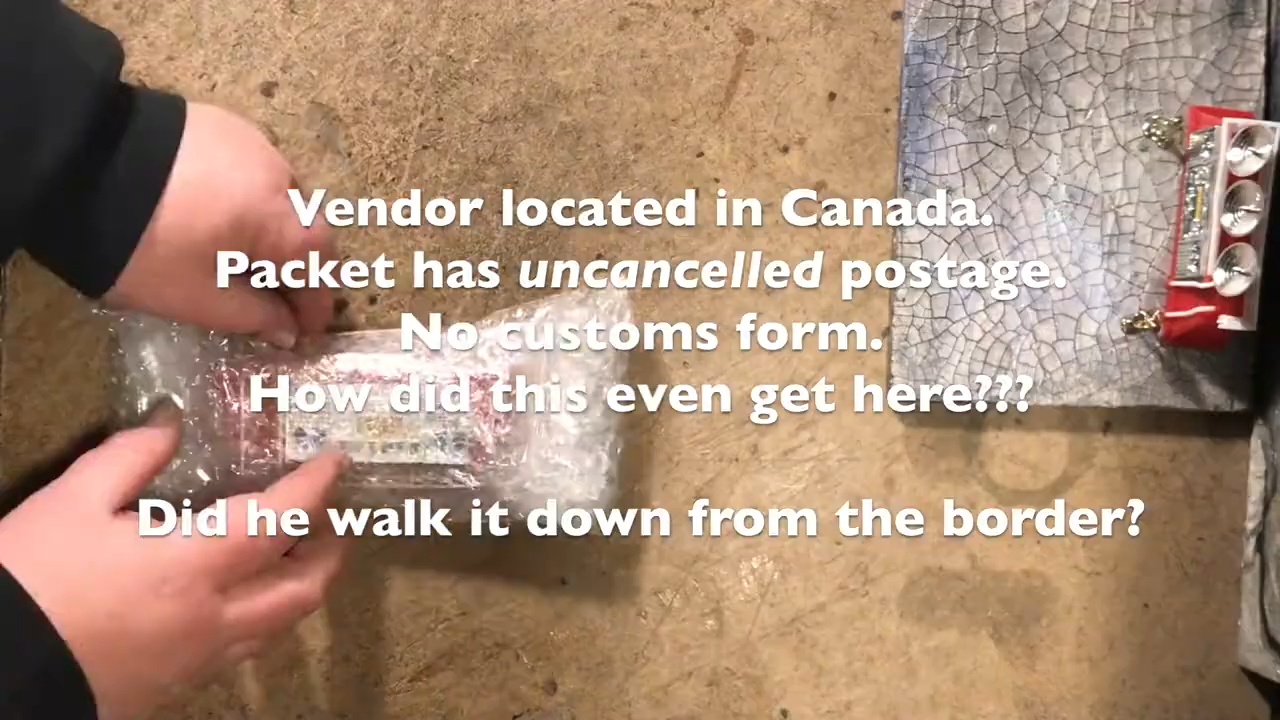 Vendor located in Canada.
Packet has uncancelled postage.
No customs form.
How did this even get here???
Did he walk it down from the border?